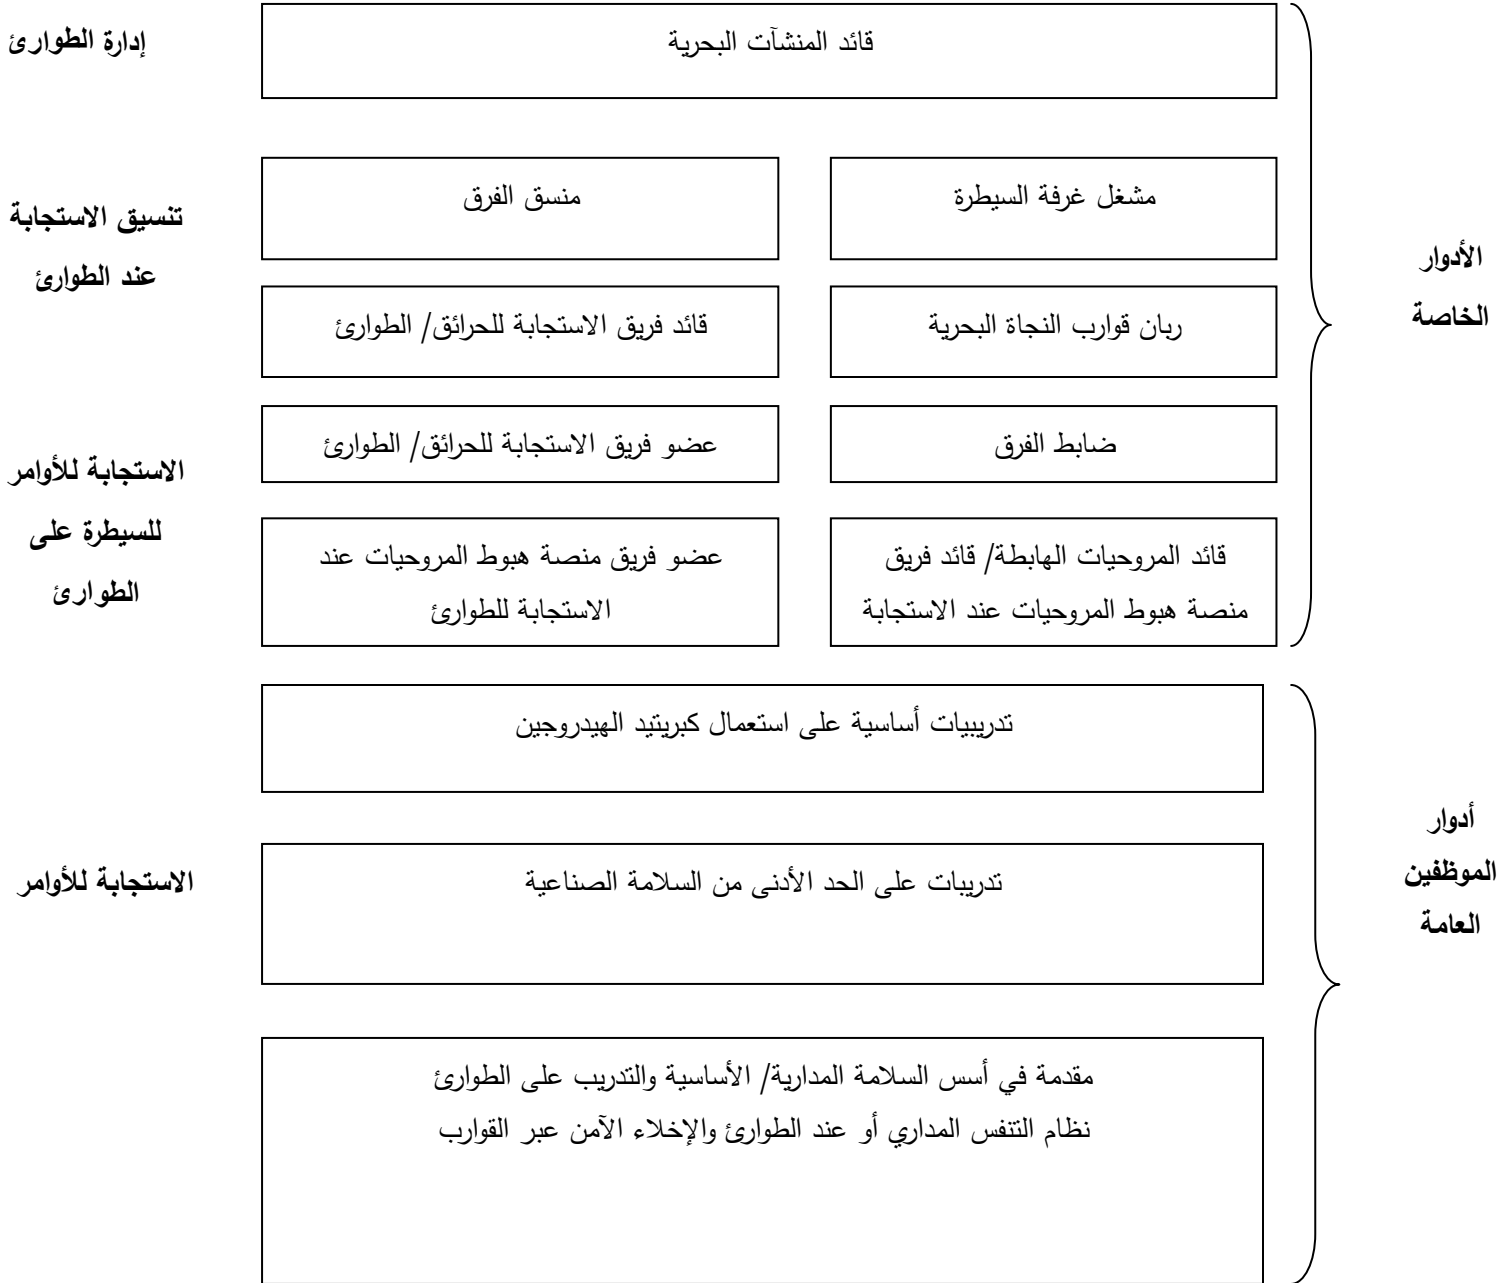 إدارة الطوارئ
قائد المنشآت البحرية
تنسيق الاستجابة
عند الطوارئ
مشغل غرفة السيطرة
منسق الفرق
ربان قوارب النجاة البحرية
قائد فريق الاستجابة للحرائق/ الطوارئ
الأدوار
الخاصة
الاستجابة للأوامر
للسيطرة على
الطوارئ
ضابط الفرق
عضو فريق الاستجابة للحرائق/ الطوارئ
قائد المروحيات الهابطة/ قائد فريق
منصة هبوط المروحيات عند الاستجابة
عضو فريق منصة هبوط المروحيات عند
الاستجابة للطوارئ
تدريبيات أساسية على استعمال كبريتيد الهيدروجين
أدوار
الموظفين
العامة
الاستجابة للأوامر
تدريبات على الحد الأدنى من السلامة الصناعية
مقدمة في أسس السلامة المدارية/ الأساسية والتدريب على الطوارئ
نظام التنفس المداري أو عند الطوارئ والإخلاء الآمن عبر القوارب